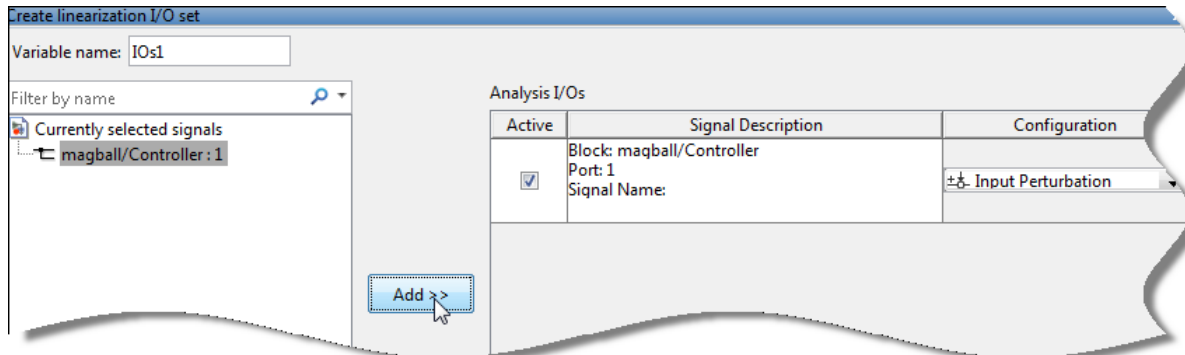 Create linearization I/O set
Variable name: IOs1
Filter by name
Currently selected signals
magball/Controller : 1
Add >>
Analysis I/Os
Active Signal Description Configuration
Block: magball/Controller
Port: 1
Signal Name:
Input Perturbation